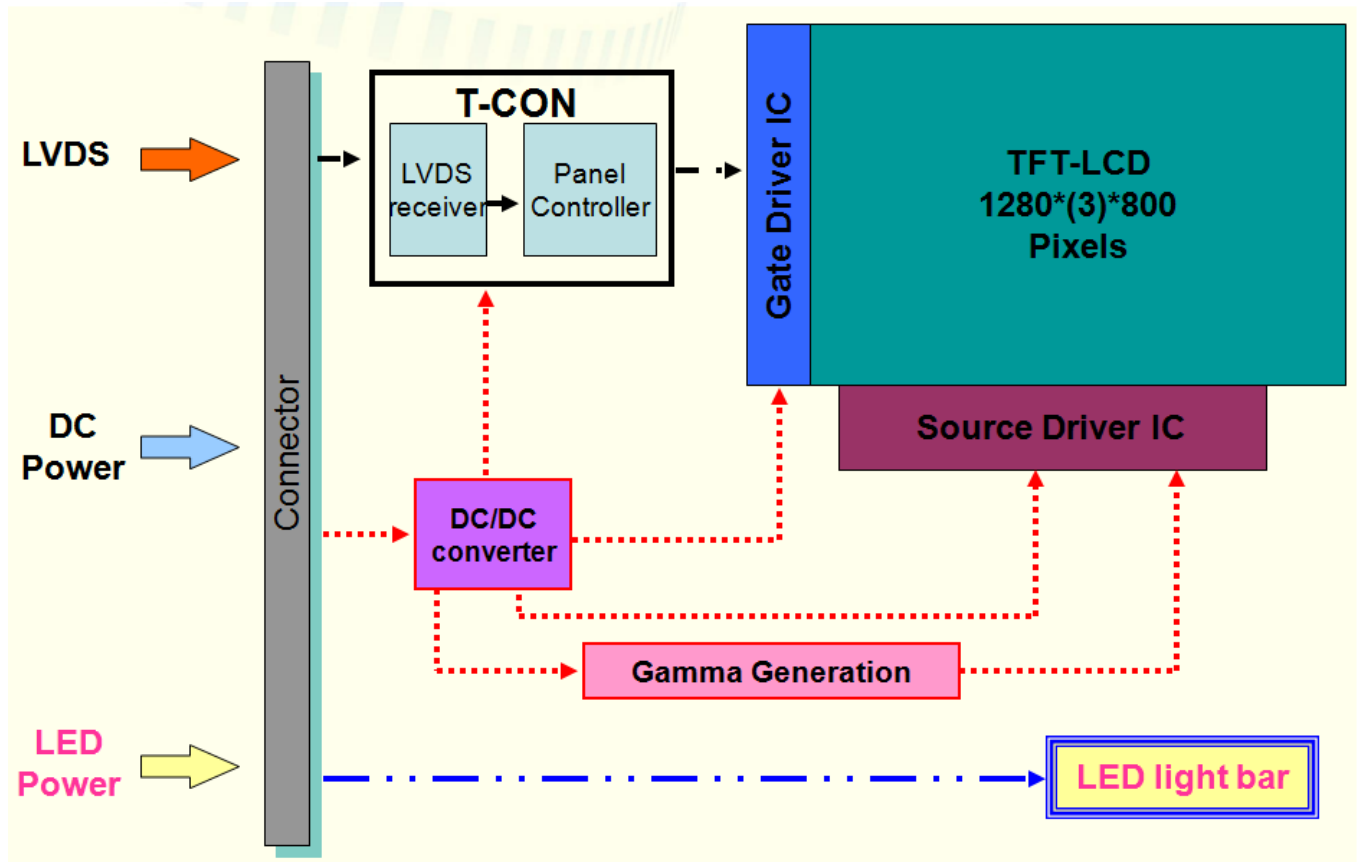 T-CON
LVDS
receiver
Panel
Controller
Gate Driver IC
TFT-LCD
1280*(3)*800
Pixels
Source Driver IC
LVDS
DC
Power
LED
Power
Connector
DC/DC
converter
Gamma Generation
LED light bar